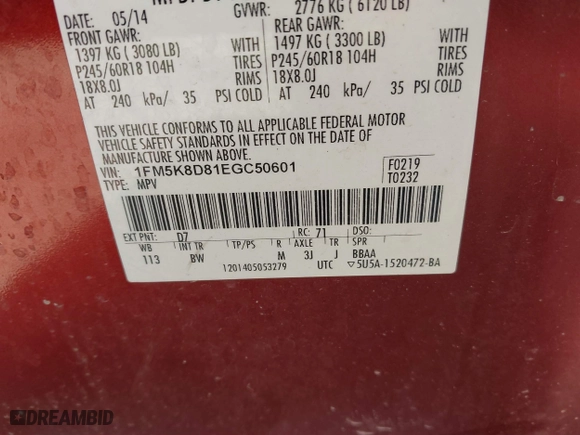 DATE: 05/14 GVWR: 2776 KG ( 6120 LB)
FRONT GAWR: REAR GAWR:
1397 KG ( 3080 LB) WITH 1497 KG ( 3300 LB) WITH
P245/60R18 104H TIRES P245/60R18 104H TIRES
18X8.0J RIMS 18X8.0J RIMS
AT 240 kPa/ 35 PSI COLD AT 240 kPa/ 35 PSI COLD
THIS VEHICLE CONFORMS TO ALL APPLICABLE FEDERAL MOTOR
VEHICLE SAFETY STANDARDS IN EFFECT ON THE DATE OF
MANUFACTURE SHOWN ABOVE.
VIN: 1FM5K8D81EGC50601 F0219
TYPE: MPV T0232
EXT PNT: D7 RC: 71 DSO:
WB INT TR TP/PS R AXLE TR SPR
113 BW M 3J J BBAA
1201405053279 UTC ▽5U5A-1520472-BA
DREAMBID